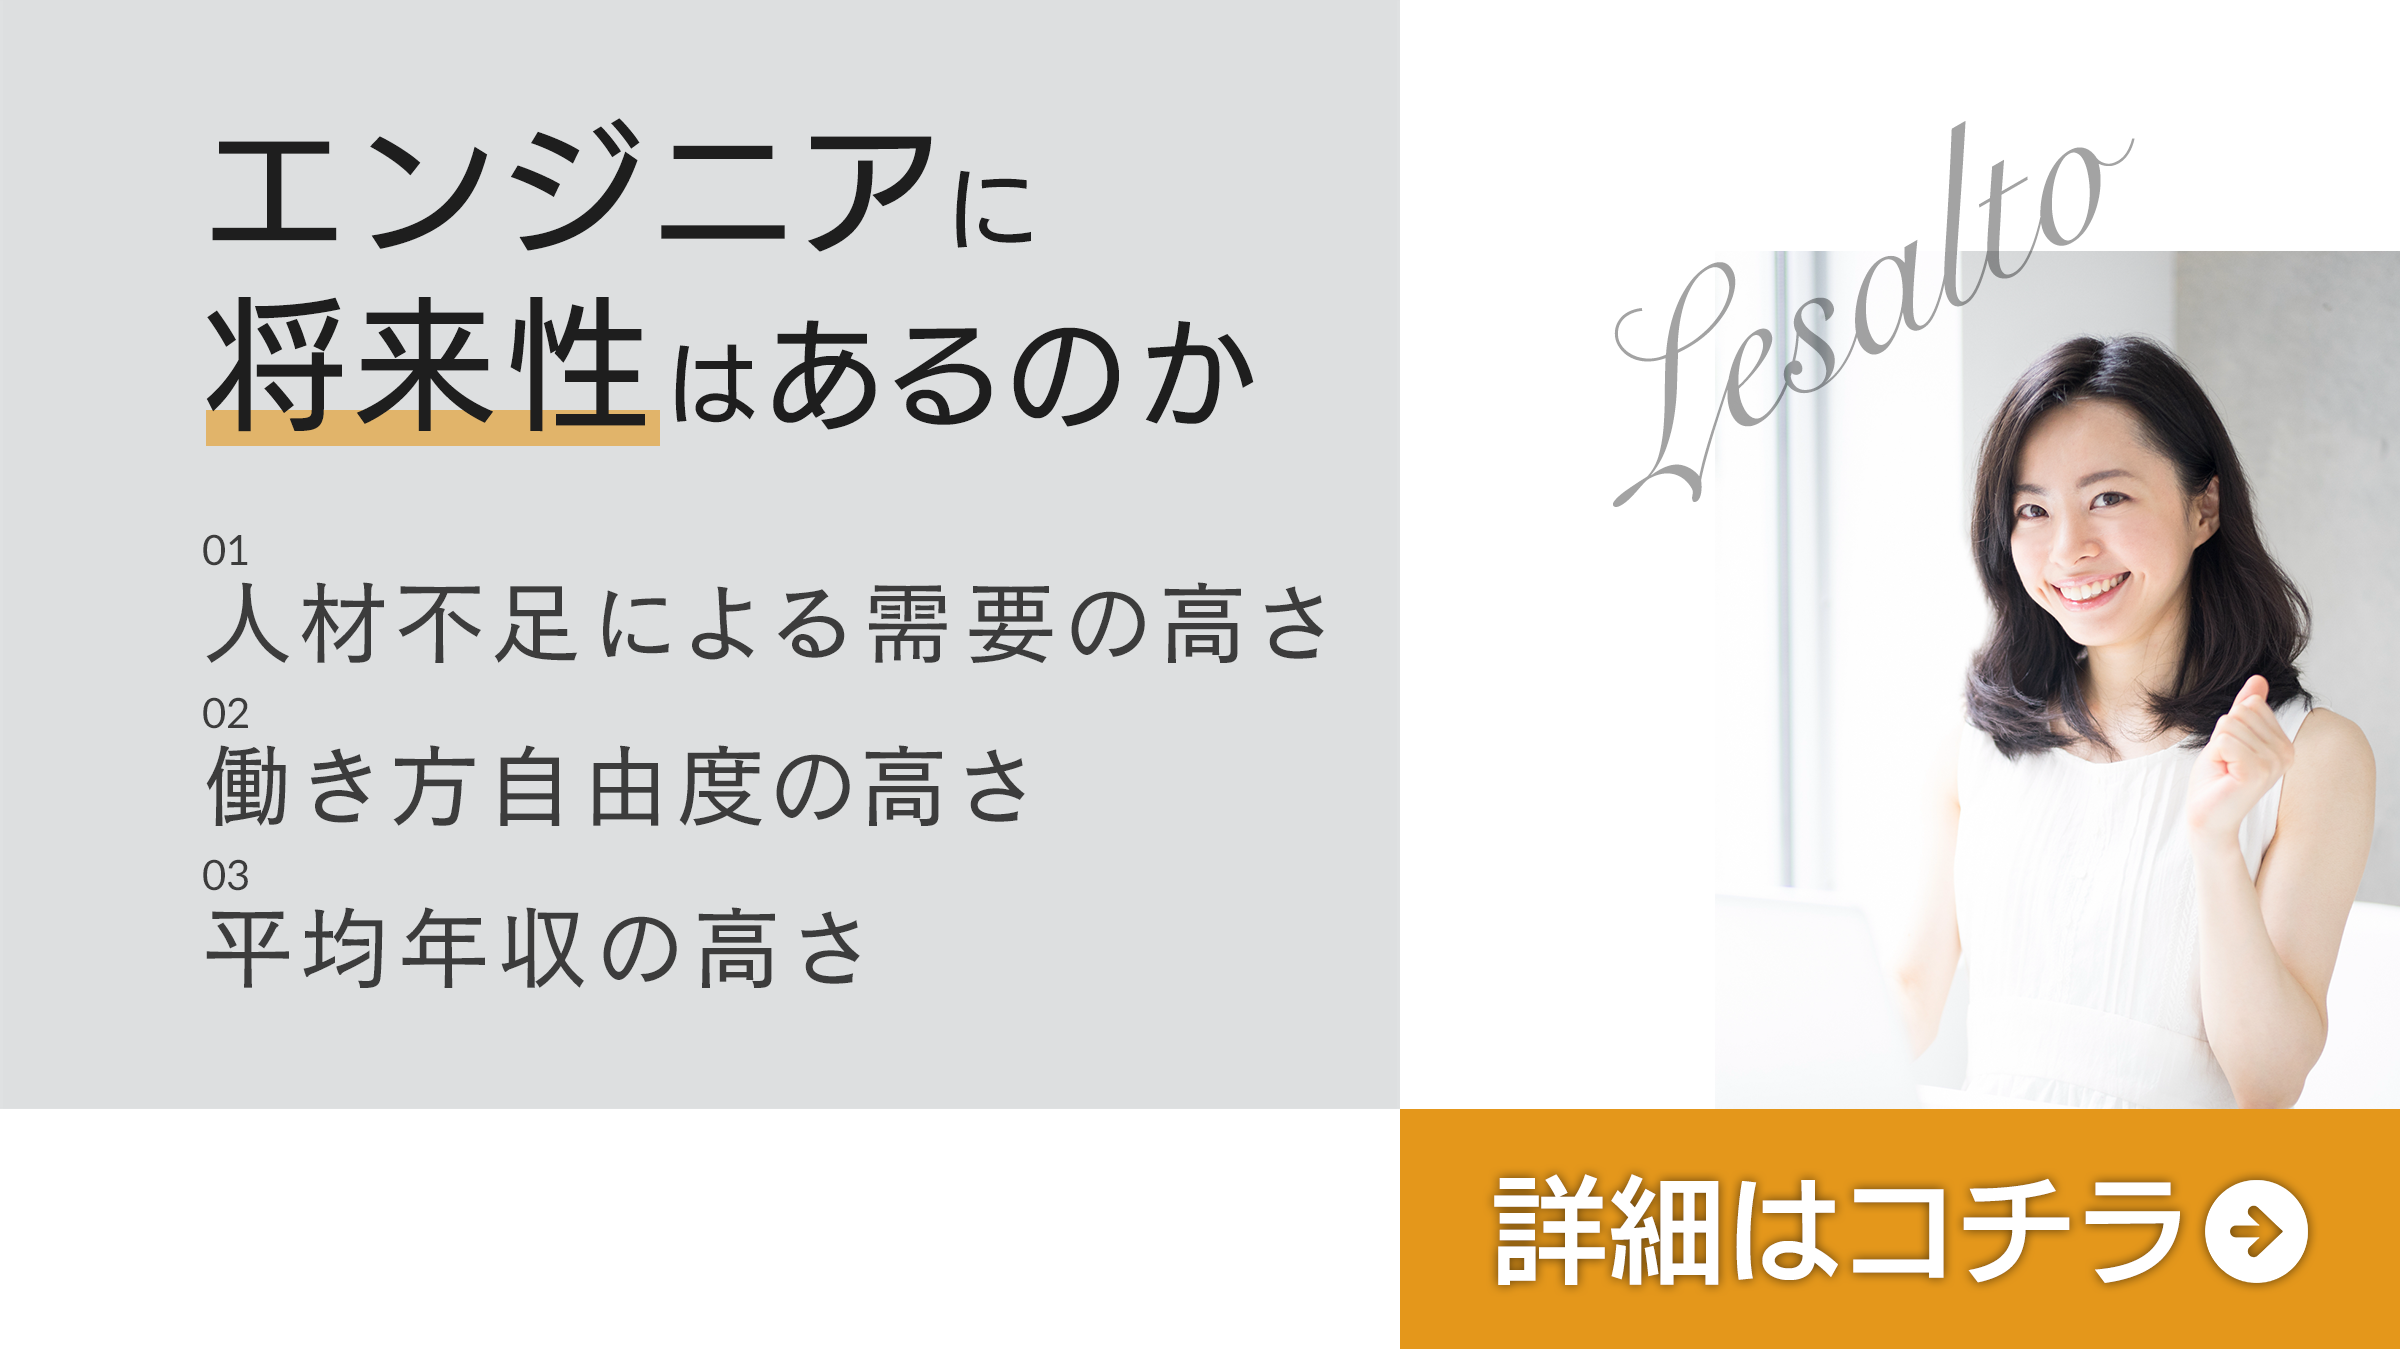 エンジニアに
将来性はあるのか
01
人材不足による需要の高さ
02
働き方自由度の高さ
03
平均年収の高さ
Lesalto
詳細はコチラ